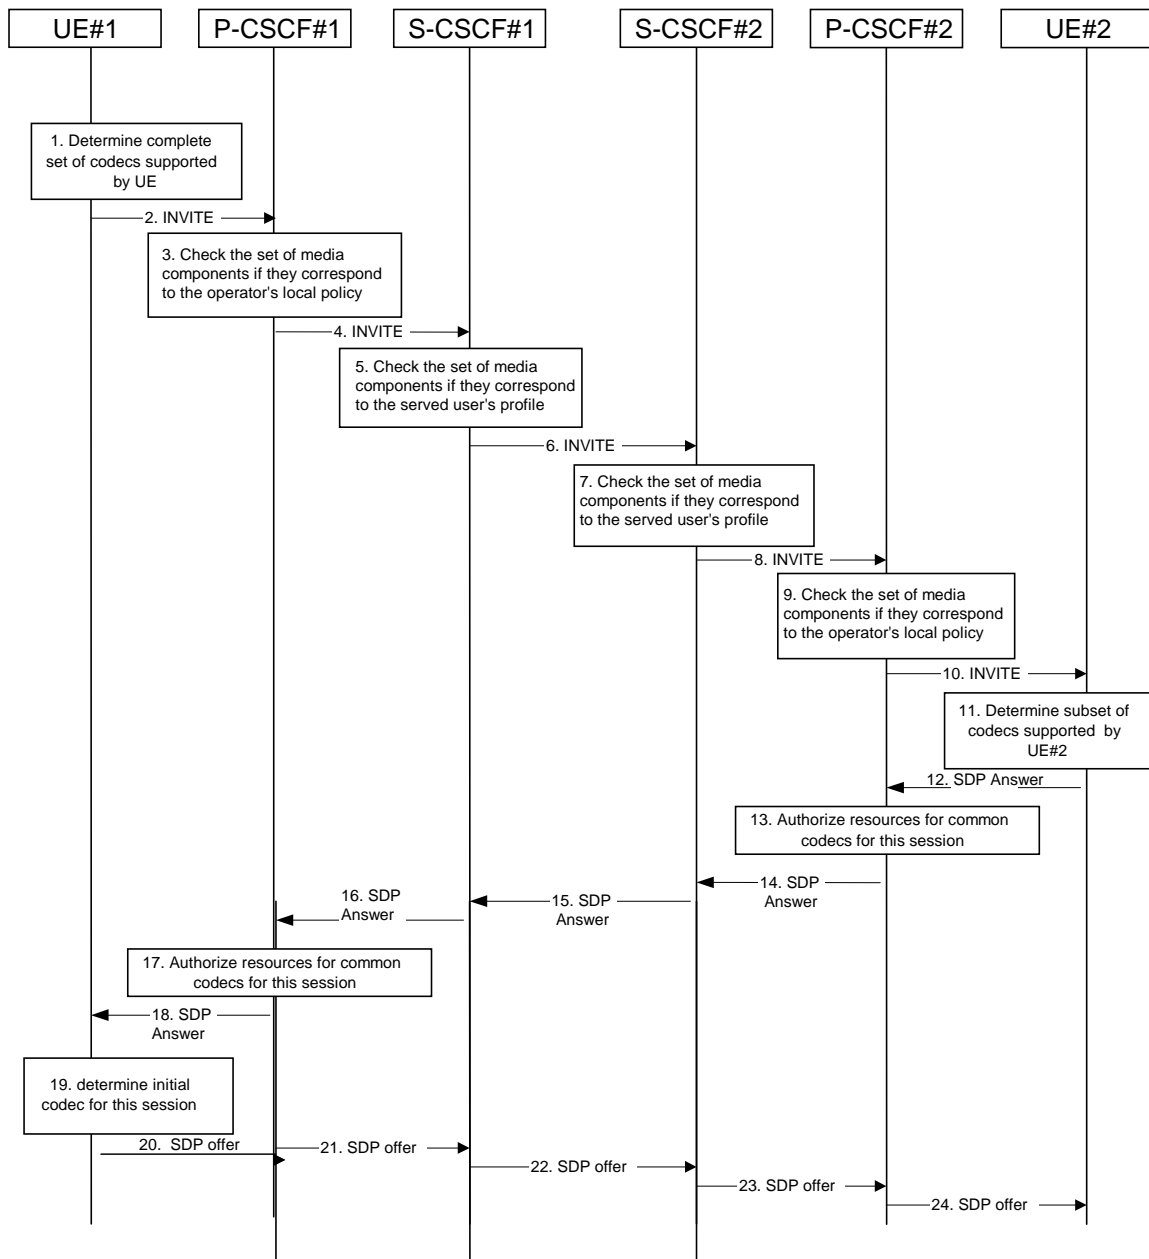 UE#1
P-CSCF#1
S-CSCF#1
S-CSCF#2
P-CSCF#2
UE#2
1. Determine complete
set of codecs supported
by UE
2. INVITE
3. Check the set of media
components if they correspond
to the operator's local policy
4. INVITE
5. Check the set of media
components if they correspond
to the served user's profile
6. INVITE
7. Check the set of media
components if they correspond
to the served user's profile
8. INVITE
9. Check the set of media
components if they correspond
to the operator's local policy
10. INVITE
11. Determine subset of
codecs supported by
UE#2
12. SDP Answer
13. Authorize resources for common
codecs for this session
14. SDP
Answer
15. SDP
Answer
16. SDP
Answer
17. Authorize resources for common
codecs for this session
18. SDP
Answer
19. determine initial
codec for this session
20. SDP offer
21. SDP offer
22. SDP offer
23. SDP offer
24. SDP offer